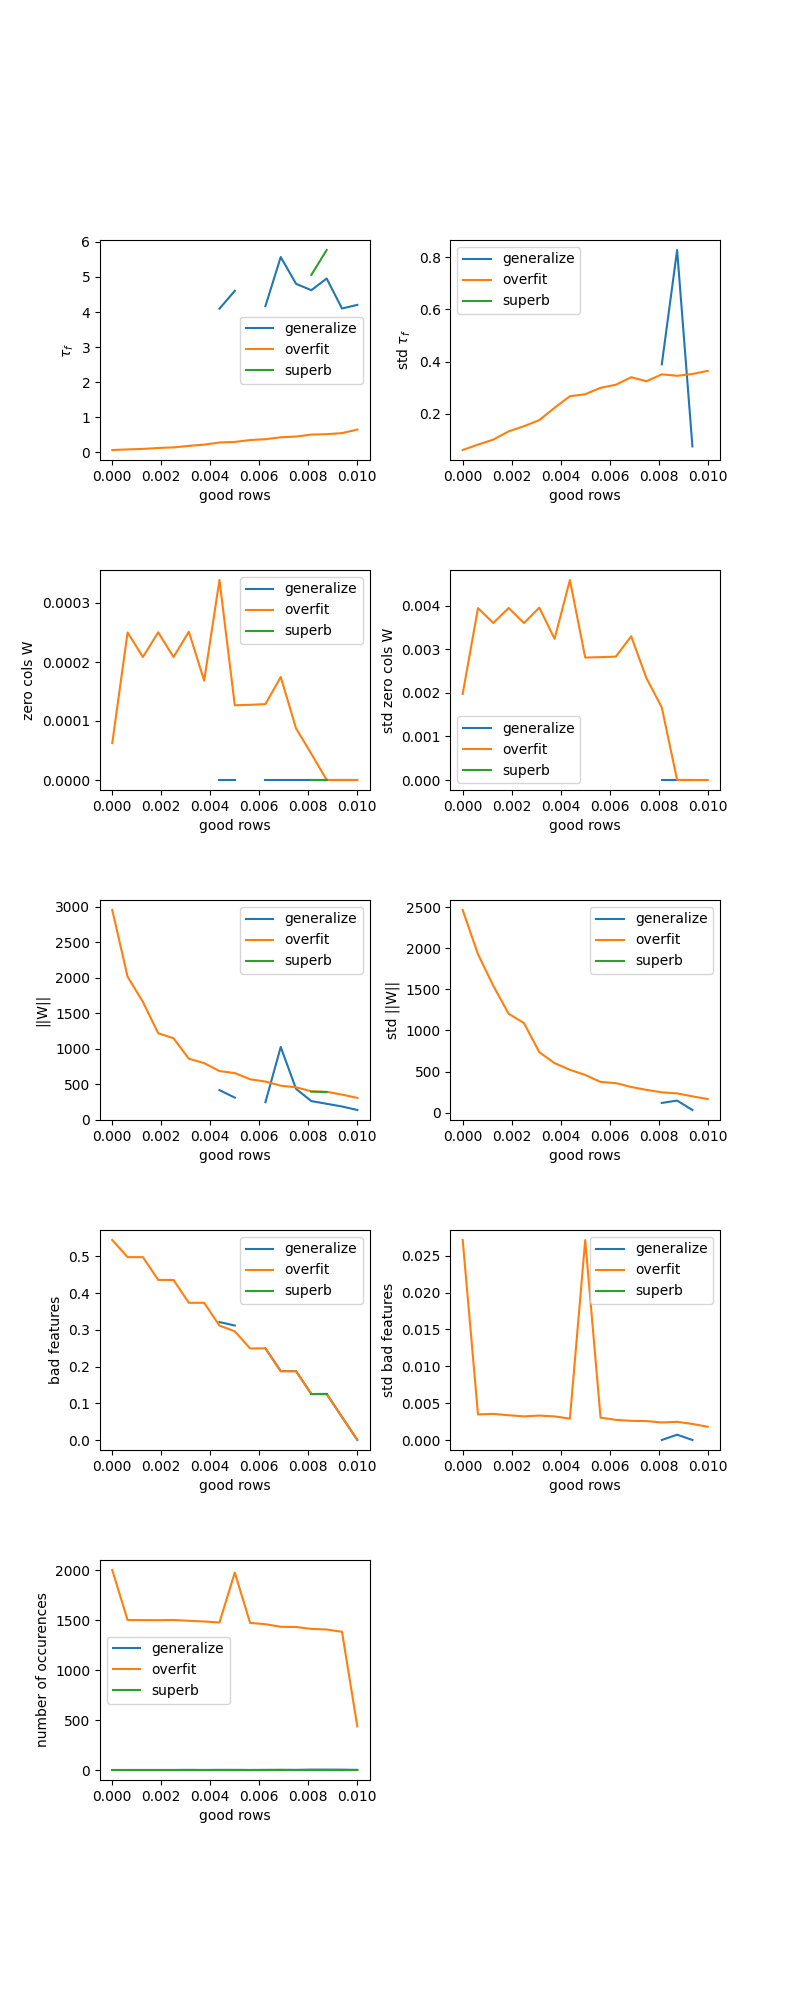 6
5
4
3
2
1
0
τf
generalize
overfit
superb
0.000 0.002 0.004 0.006 0.008 0.010
good rows
0.8
0.6
0.4
0.2
std τf
generalize
overfit
superb
0.000 0.002 0.004 0.006 0.008 0.010
good rows
0.0003
0.0002
0.0001
0.0000
zero cols W
generalize
overfit
superb
0.000 0.002 0.004 0.006 0.008 0.010
good rows
0.004
0.003
0.002
0.001
0.000
std zero cols W
generalize
overfit
superb
0.000 0.002 0.004 0.006 0.008 0.010
good rows
3000
2500
2000
1500
1000
500
0
||W||
generalize
overfit
superb
0.000 0.002 0.004 0.006 0.008 0.010
good rows
2500
2000
1500
1000
500
0
std ||W||
generalize
overfit
superb
0.000 0.002 0.004 0.006 0.008 0.010
good rows
0.5
0.4
0.3
0.2
0.1
0.0
bad features
generalize
overfit
superb
0.000 0.002 0.004 0.006 0.008 0.010
good rows
0.025
0.020
0.015
0.010
0.005
0.000
std bad features
generalize
overfit
superb
0.000 0.002 0.004 0.006 0.008 0.010
good rows
2000
1500
1000
500
0
number of occurences
generalize
overfit
superb
0.000 0.002 0.004 0.006 0.008 0.010
good rows